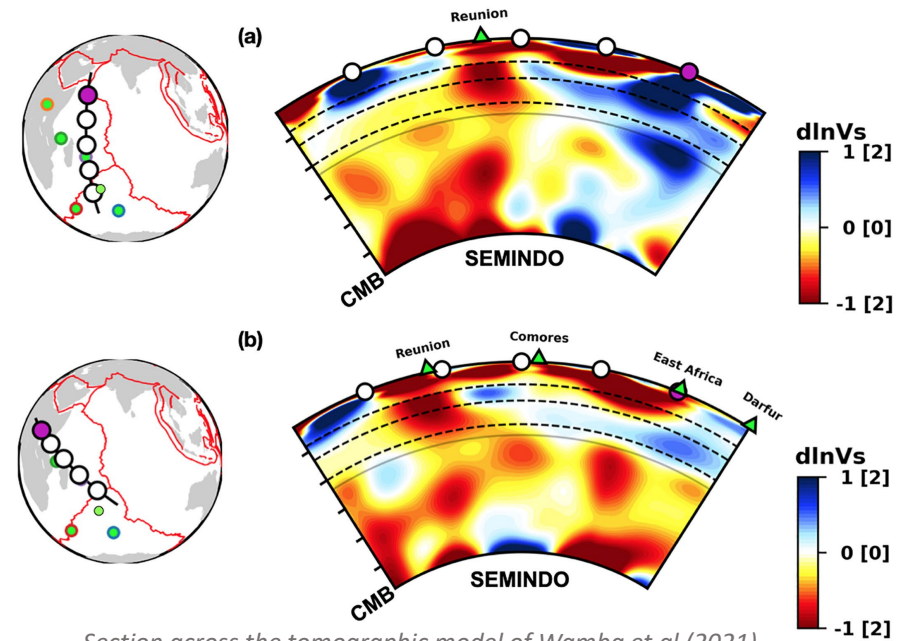 (a)
Reunion
dlnVs
1 [2]
0 [0]
-1 [2]
SEMINDO
CMB
(b)
Reunion
Comores
East Africa
Darfur
dlnVs
1 [2]
0 [0]
-1 [2]
SEMINDO
CMB
Section across the tomographic model of Wamba et al (2021)